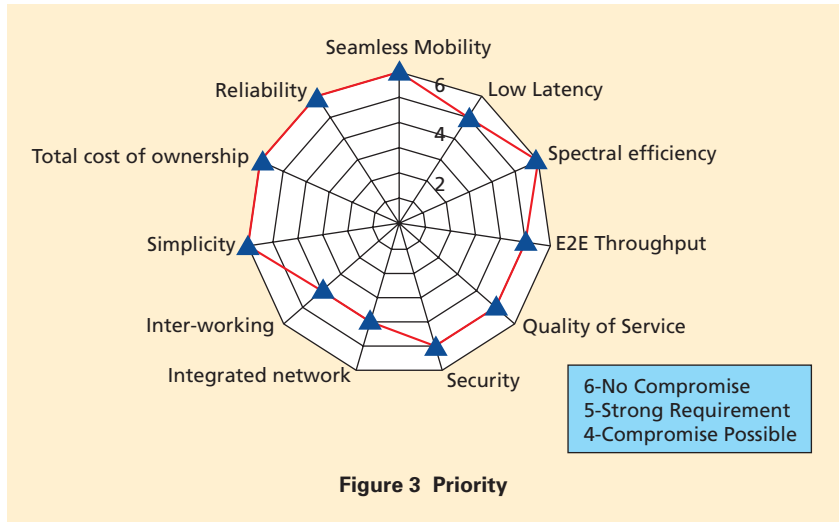 Seamless Mobility
Reliability
6
Low Latency
4
Total cost of ownership
Spectral efficiency
2
Simplicity
E2E Throughput
Inter-working
Quality of Service
Integrated network
Security
6-No Compromise
5-Strong Requirement
4-Compromise Possible
Figure 3 Priority